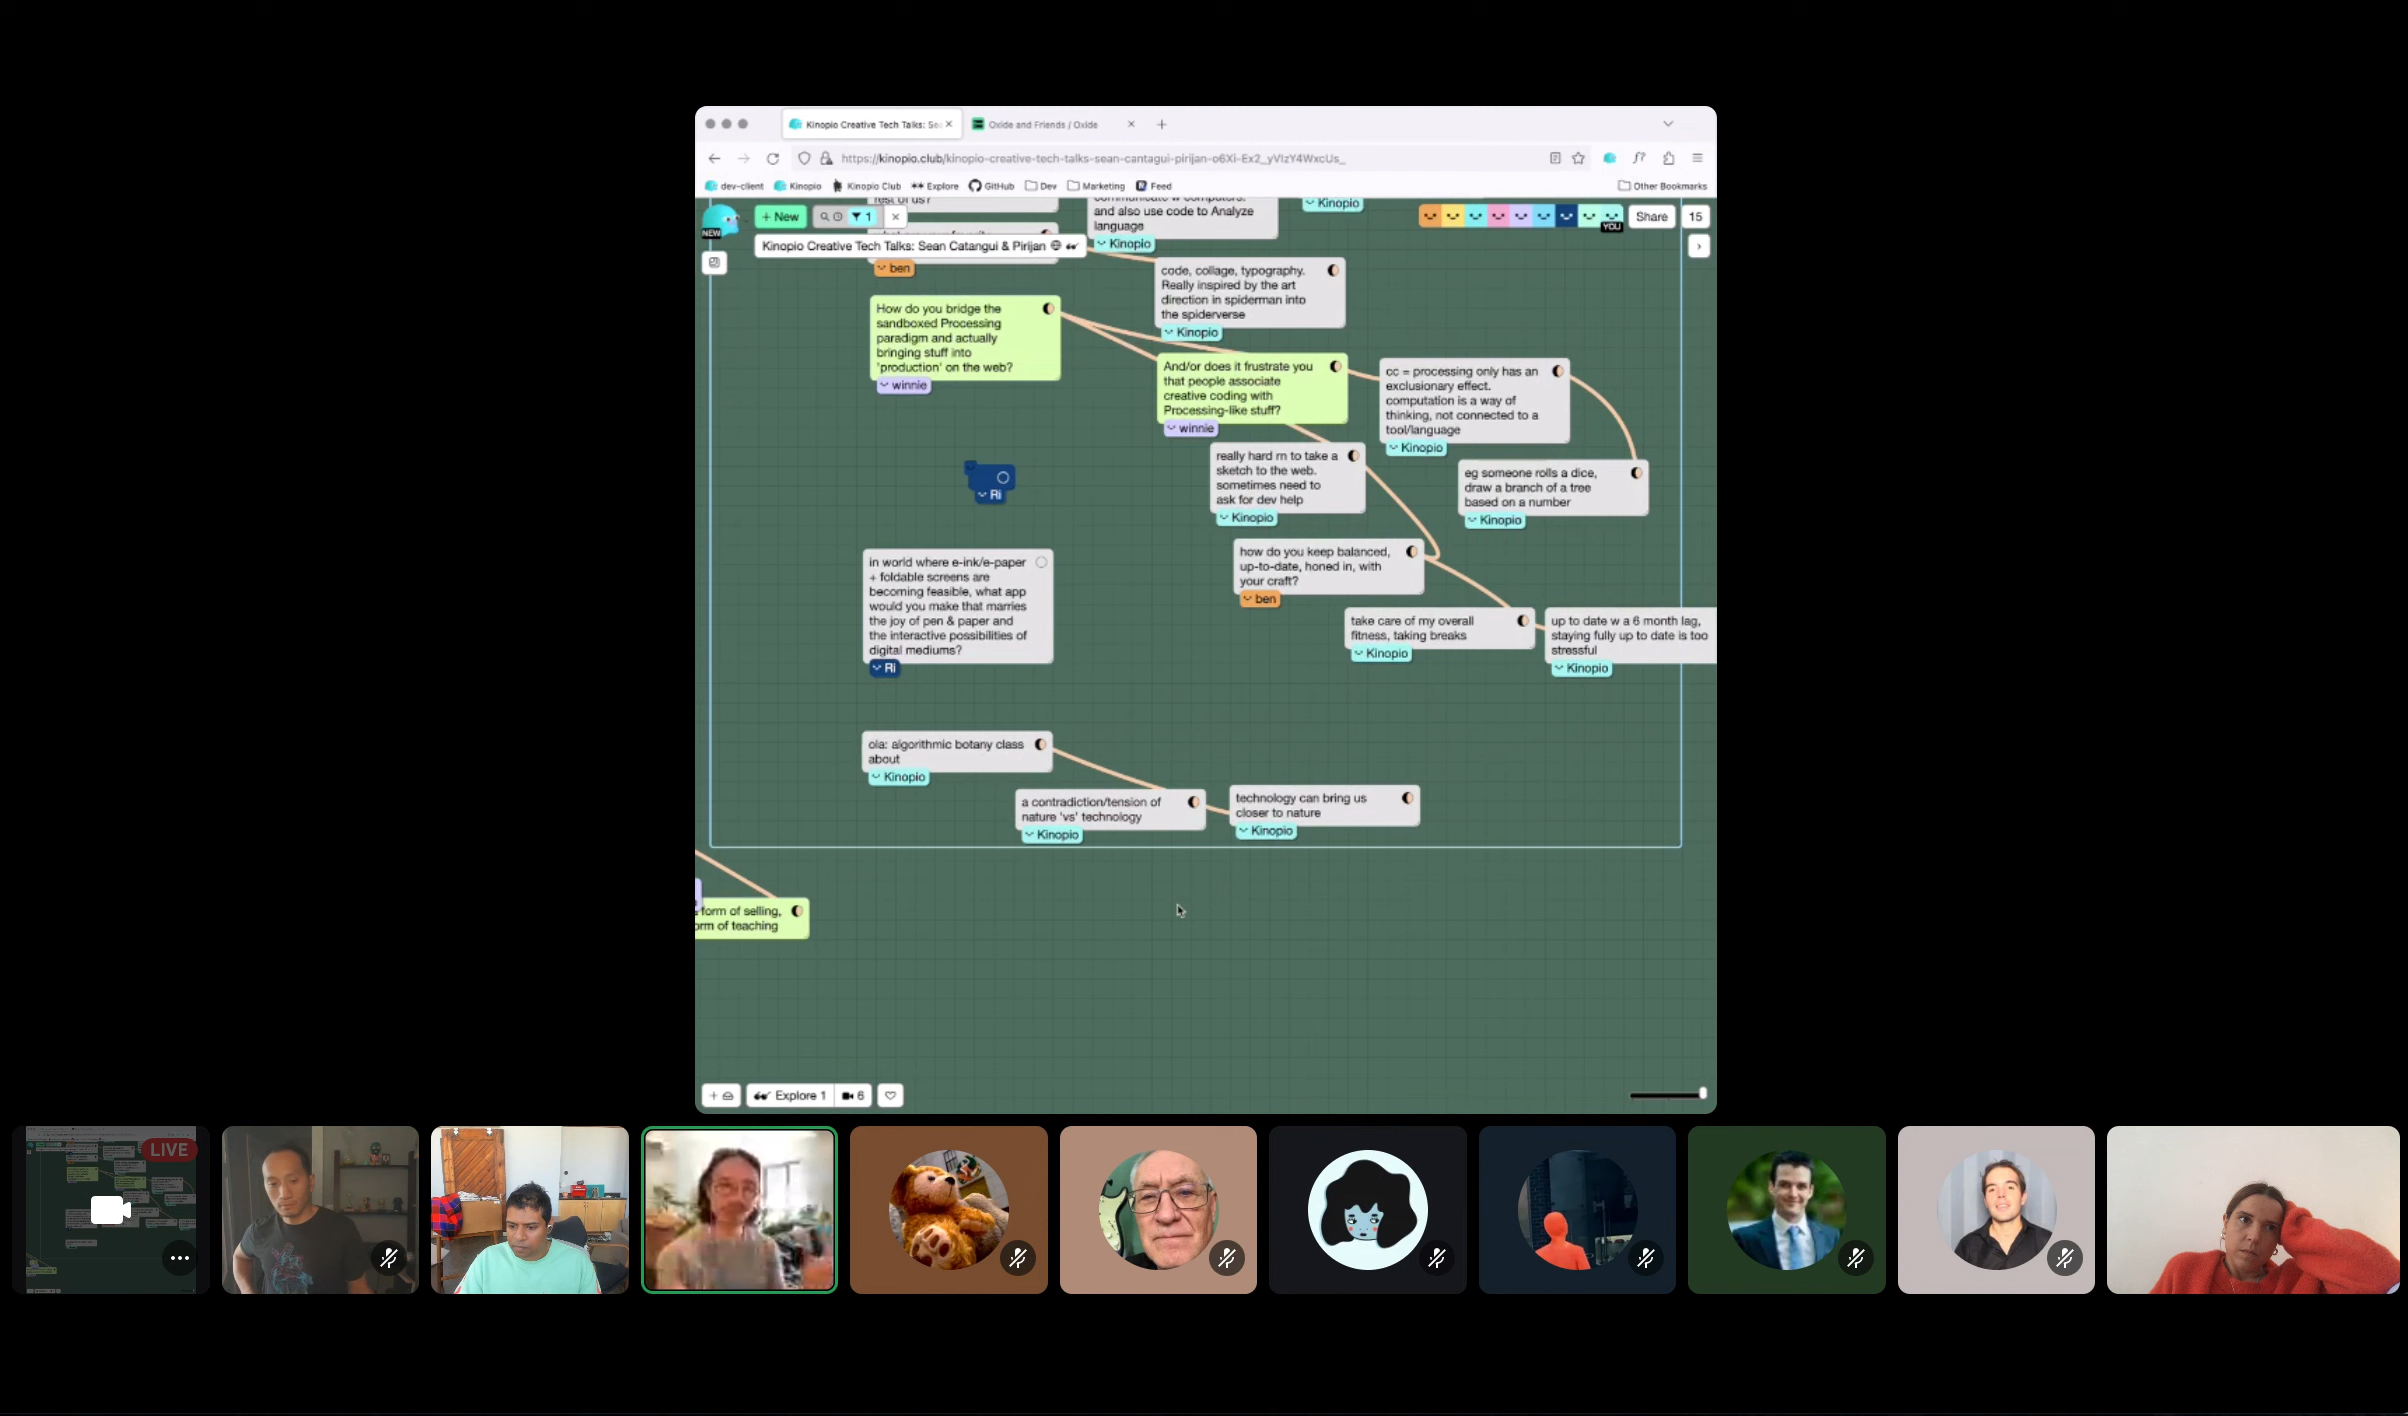 Kinopio Creative Tech Talks: Se
Oxide and Friends / Oxide
https://kinopio.club/kinopio-creative-tech-talks-sean-cantagui-pirijan-o6Xi-Ex2_yVIzY4WxcUs_
dev-client
Kinopio
Kinopio Club
Explore
GitHub
Dev
Marketing
Feed
Other Bookmarks
rest of us?
and also use code to Analyze
language
Kinopio
Kinopio
NEW
+ New
1
Share
15
YOU
Kinopio Creative Tech Talks: Sean Catangui & Pirijan
ben
code, collage, typography.
Really inspired by the art
direction in spiderman into
the spiderverse
Kinopio
How do you bridge the
sandboxed Processing
paradigm and actually
bringing stuff into
'production' on the web?
winnie
And/or does it frustrate you
that people associate
creative coding with
Processing-like stuff?
winnie
cc = processing only has an
exclusionary effect.
computation is a way of
thinking, not connected to a
tool/language
Kinopio
really hard rn to take a
sketch to the web.
sometimes need to
ask for dev help
Kinopio
eg someone rolls a dice,
draw a branch of a tree
based on a number
Kinopio
Ri
in world where e-ink/e-paper
+ foldable screens are
becoming feasible, what app
would you make that marries
the joy of pen & paper and
the interactive possibilities of
digital mediums?
Ri
how do you keep balanced,
up-to-date, honed in, with
your craft?
ben
take care of my overall
fitness, taking breaks
Kinopio
up to date w a 6 month lag,
staying fully up to date is too
stressful
Kinopio
ola: algorithmic botany class
about
Kinopio
a contradiction/tension of
nature 'vs' technology
Kinopio
technology can bring us
closer to nature
Kinopio
form of selling,
orm of teaching
Explore 1
6
LIVE